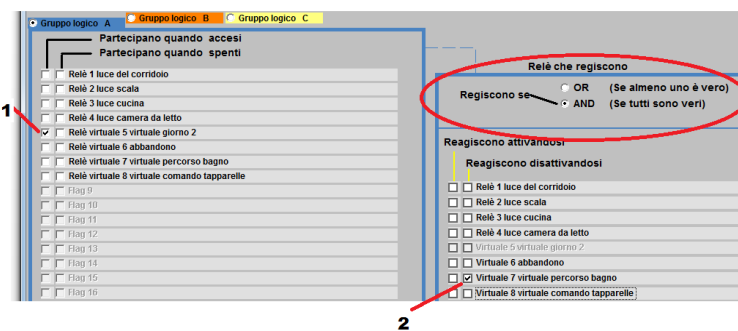 Gruppo logico A
Gruppo logico B
Gruppo logico C
Partecipano quando accesi
Partecipano quando spenti
Relè 1 luce del corridoio
Relè 2 luce scala
Relè 3 luce cucina
Relè 4 luce camera da letto
Relè virtuale 5 virtuale giorno 2
Relè virtuale 6 abbandono
Relè virtuale 7 virtuale percorso bagno
Relè virtuale 8 virtuale comando tapparelle
Flag 9
Flag 10
Flag 11
Flag 12
Flag 13
Flag 14
Flag 15
Flag 16
1
Relè che regiscono
Regiscono se
OR (Se almeno uno è vero)
AND (Se tutti sono veri)
Reagiscono attivandosi
Reagiscono disattivandosi
Relè 1 luce del corridoio
Relè 2 luce scala
Relè 3 luce cucina
Relè 4 luce camera da letto
Virtuale 5 virtuale giorno 2
Virtuale 6 abbandono
Virtuale 7 virtuale percorso bagno
Virtuale 8 virtuale comando tapparelle
2